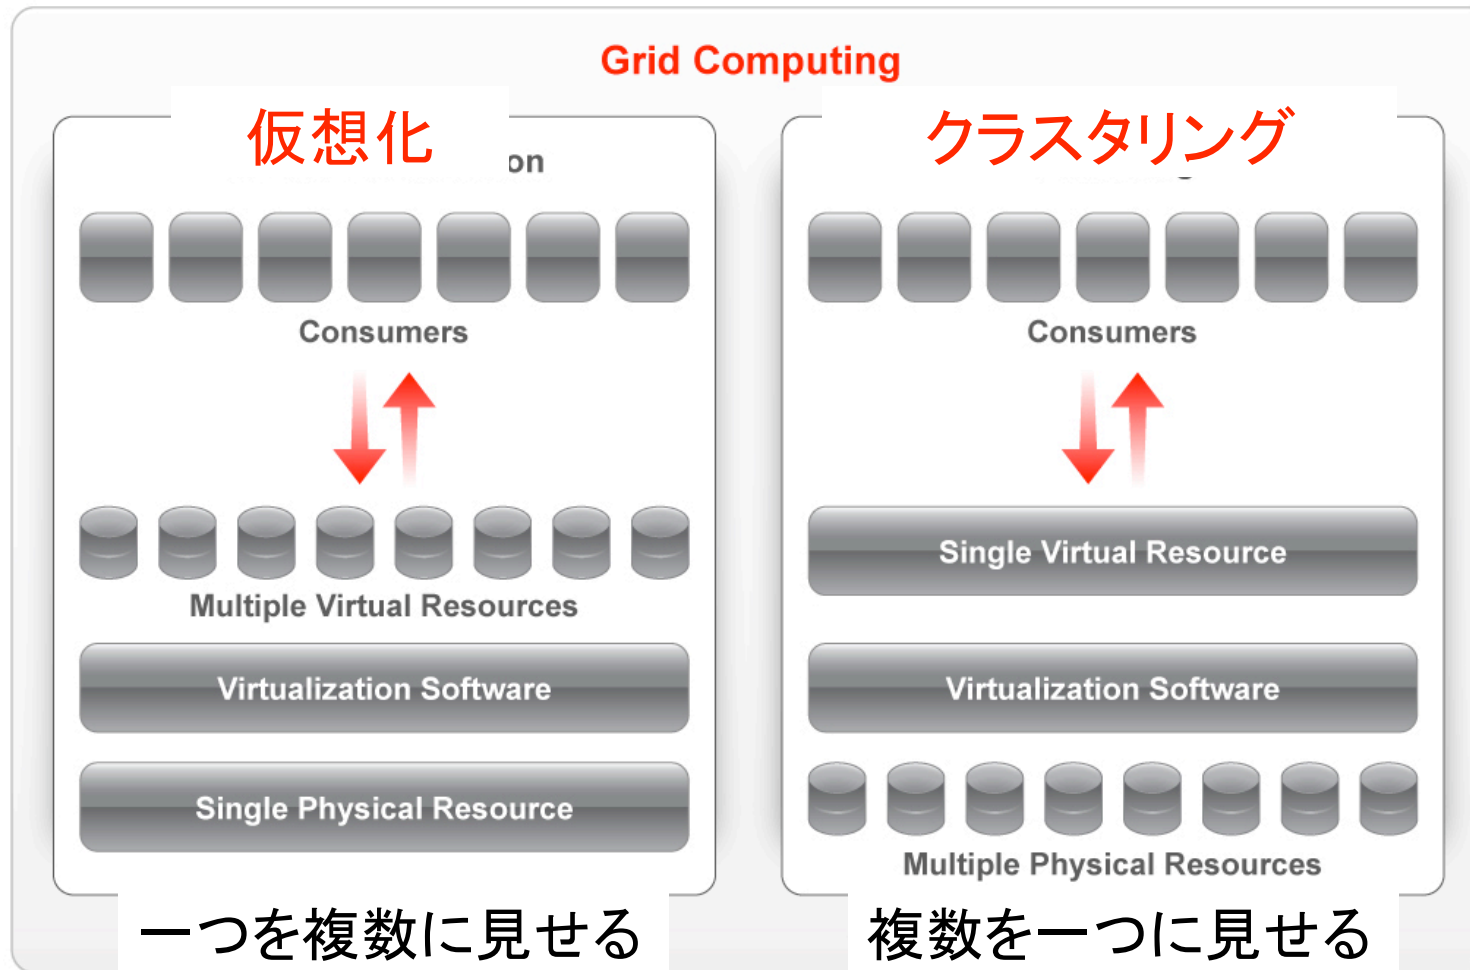 Grid Computing
仮想化
on
Consumers
Multiple Virtual Resources
Virtualization Software
Single Physical Resource
一つを複数に見せる
クラスタリング
Consumers
Single Virtual Resource
Virtualization Software
Multiple Physical Resources
複数を一つに見せる